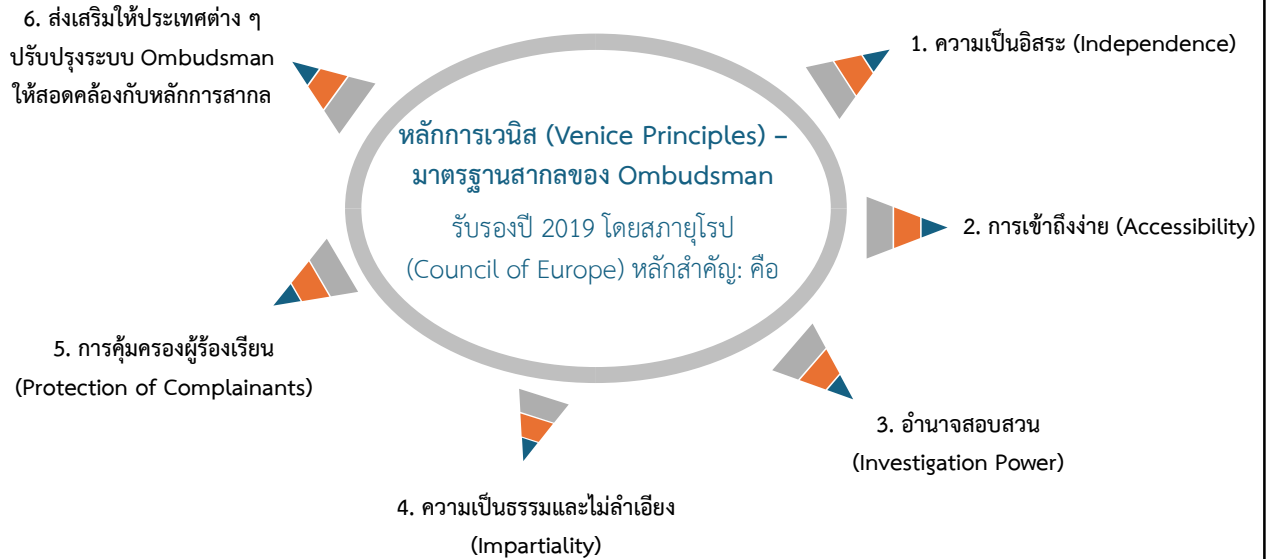 หลักการเวนิส (Venice Principles) –
มาตรฐานสากลของ Ombudsman
รับรองปี 2019 โดยสภายุโรป
(Council of Europe) หลักสำคัญ: คือ
1. ความเป็นอิสระ (Independence)
2. การเข้าถึงง่าย (Accessibility)
3. อำนาจสอบสวน
(Investigation Power)
4. ความเป็นธรรมและไม่ลำเอียง
(Impartiality)
5. การคุ้มครองผู้ร้องเรียน
(Protection of Complainants)
6. ส่งเสริมให้ประเทศต่าง ๆ
ปรับปรุงระบบ Ombudsman
ให้สอดคล้องกับหลักการสากล